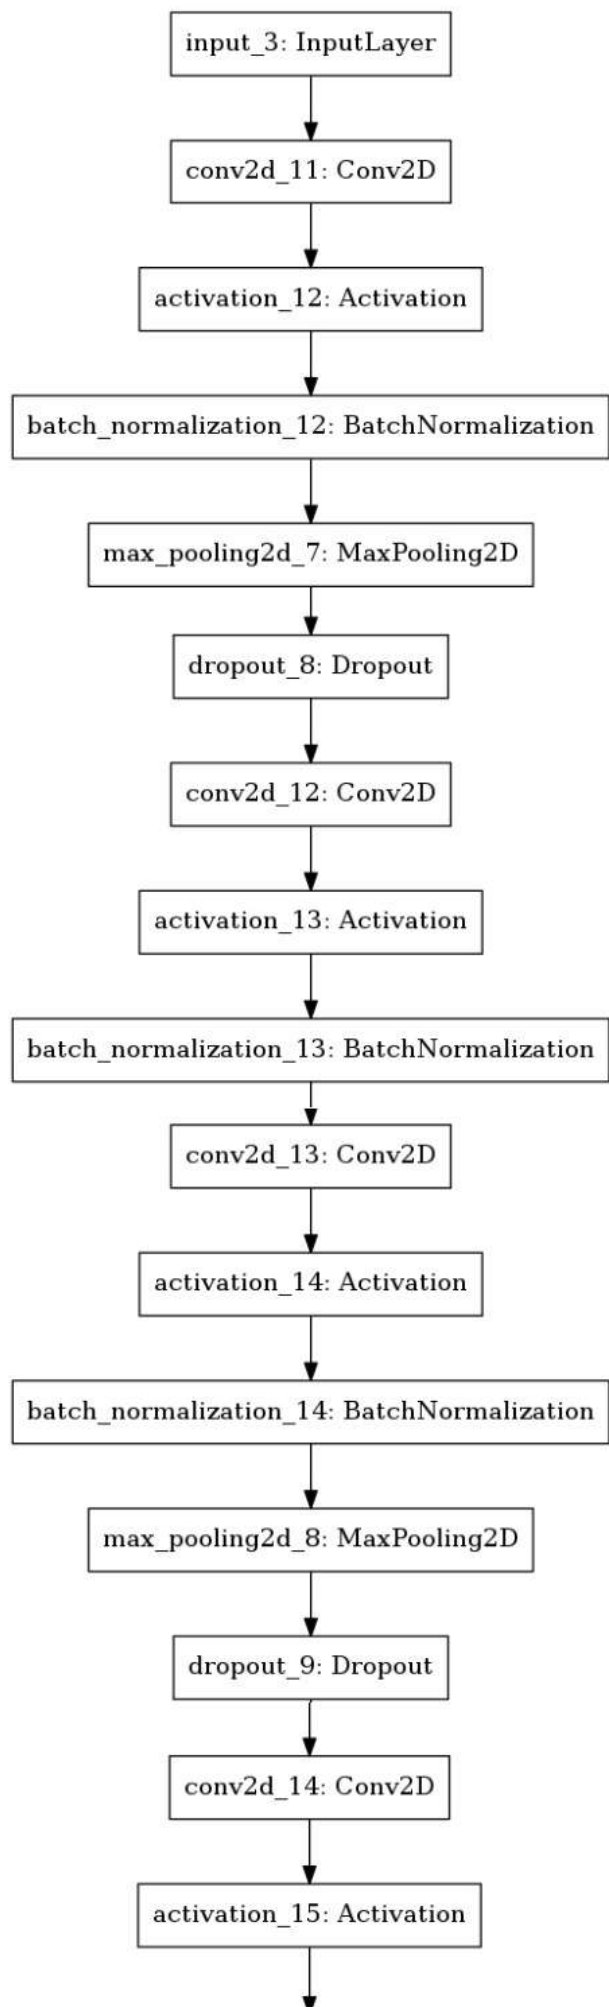 input_3: InputLayer
conv2d_11: Conv2D
activation_12: Activation
batch_normalization_12: BatchNormalization
max_pooling2d_7: MaxPooling2D
dropout_8: Dropout
conv2d_12: Conv2D
activation_13: Activation
batch_normalization_13: BatchNormalization
conv2d_13: Conv2D
activation_14: Activation
batch_normalization_14: BatchNormalization
max_pooling2d_8: MaxPooling2D
dropout_9: Dropout
conv2d_14: Conv2D
activation_15: Activation